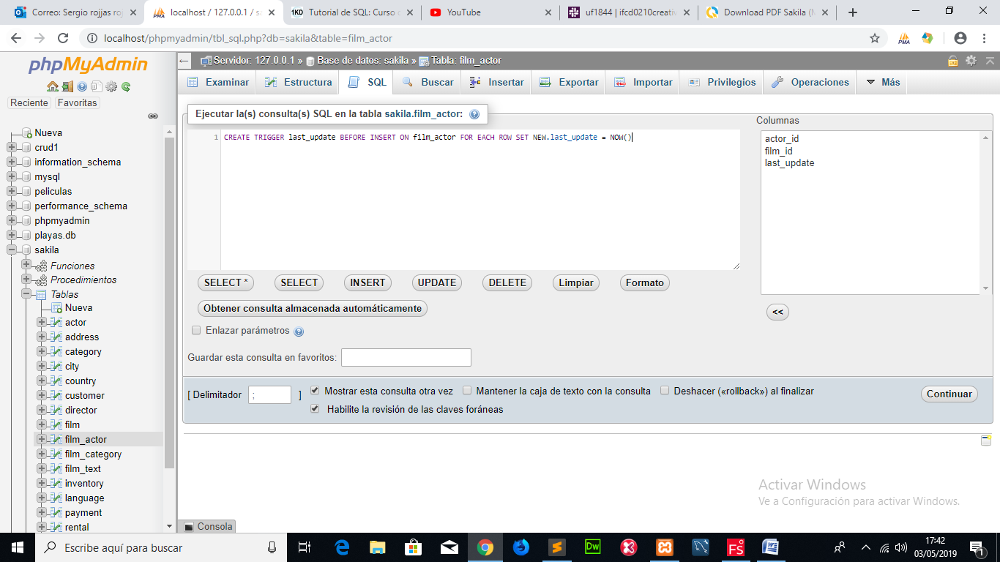 Correo: Sergio rojjas roj
localhost / 127.0.0.1 / sa
1KD Tutorial de SQL: Curso d
YouTube
uf1844 | ifcd0210creativ
Download PDF Sakila (M
localhost/phpmyadmin/tbl_sql.php?db=sakila&table=film_actor
PMA
phpMyAdmin
Reciente Favoritas
Nueva
crud1
information_schema
mysql
peliculas
performance_schema
phpmyadmin
playas.db
sakila
Funciones
Procedimientos
Tablas
Nueva
actor
address
category
city
country
customer
director
film
film_actor
film_category
film_text
inventory
language
payment
rental
Servidor: 127.0.0.1 » Base de datos: sakila » Tabla: film_actor
Examinar Estructura SQL Buscar Insertar Exportar Importar Privilegios Operaciones Más
Ejecutar la(s) consulta(s) SQL en la tabla sakila.film_actor:
1 CREATE TRIGGER last_update BEFORE INSERT ON film_actor FOR EACH ROW SET NEW.last_update = NOW()
Columnas
actor_id
film_id
last_update
SELECT * SELECT INSERT UPDATE DELETE Limpiar Formato
<<
Obtener consulta almacenada automáticamente
Enlazar parámetros
Guardar esta consulta en favoritos:
[ Delimitador ; ] Mostrar esta consulta otra vez Mantener la caja de texto con la consulta Deshacer («rollback») al finalizar
Habilite la revisión de las claves foráneas
Continuar
Activar Windows
Ve a Configuración para activar Windows.
Consola
Escribe aquí para buscar
Dw
FS
17:42
03/05/2019
1